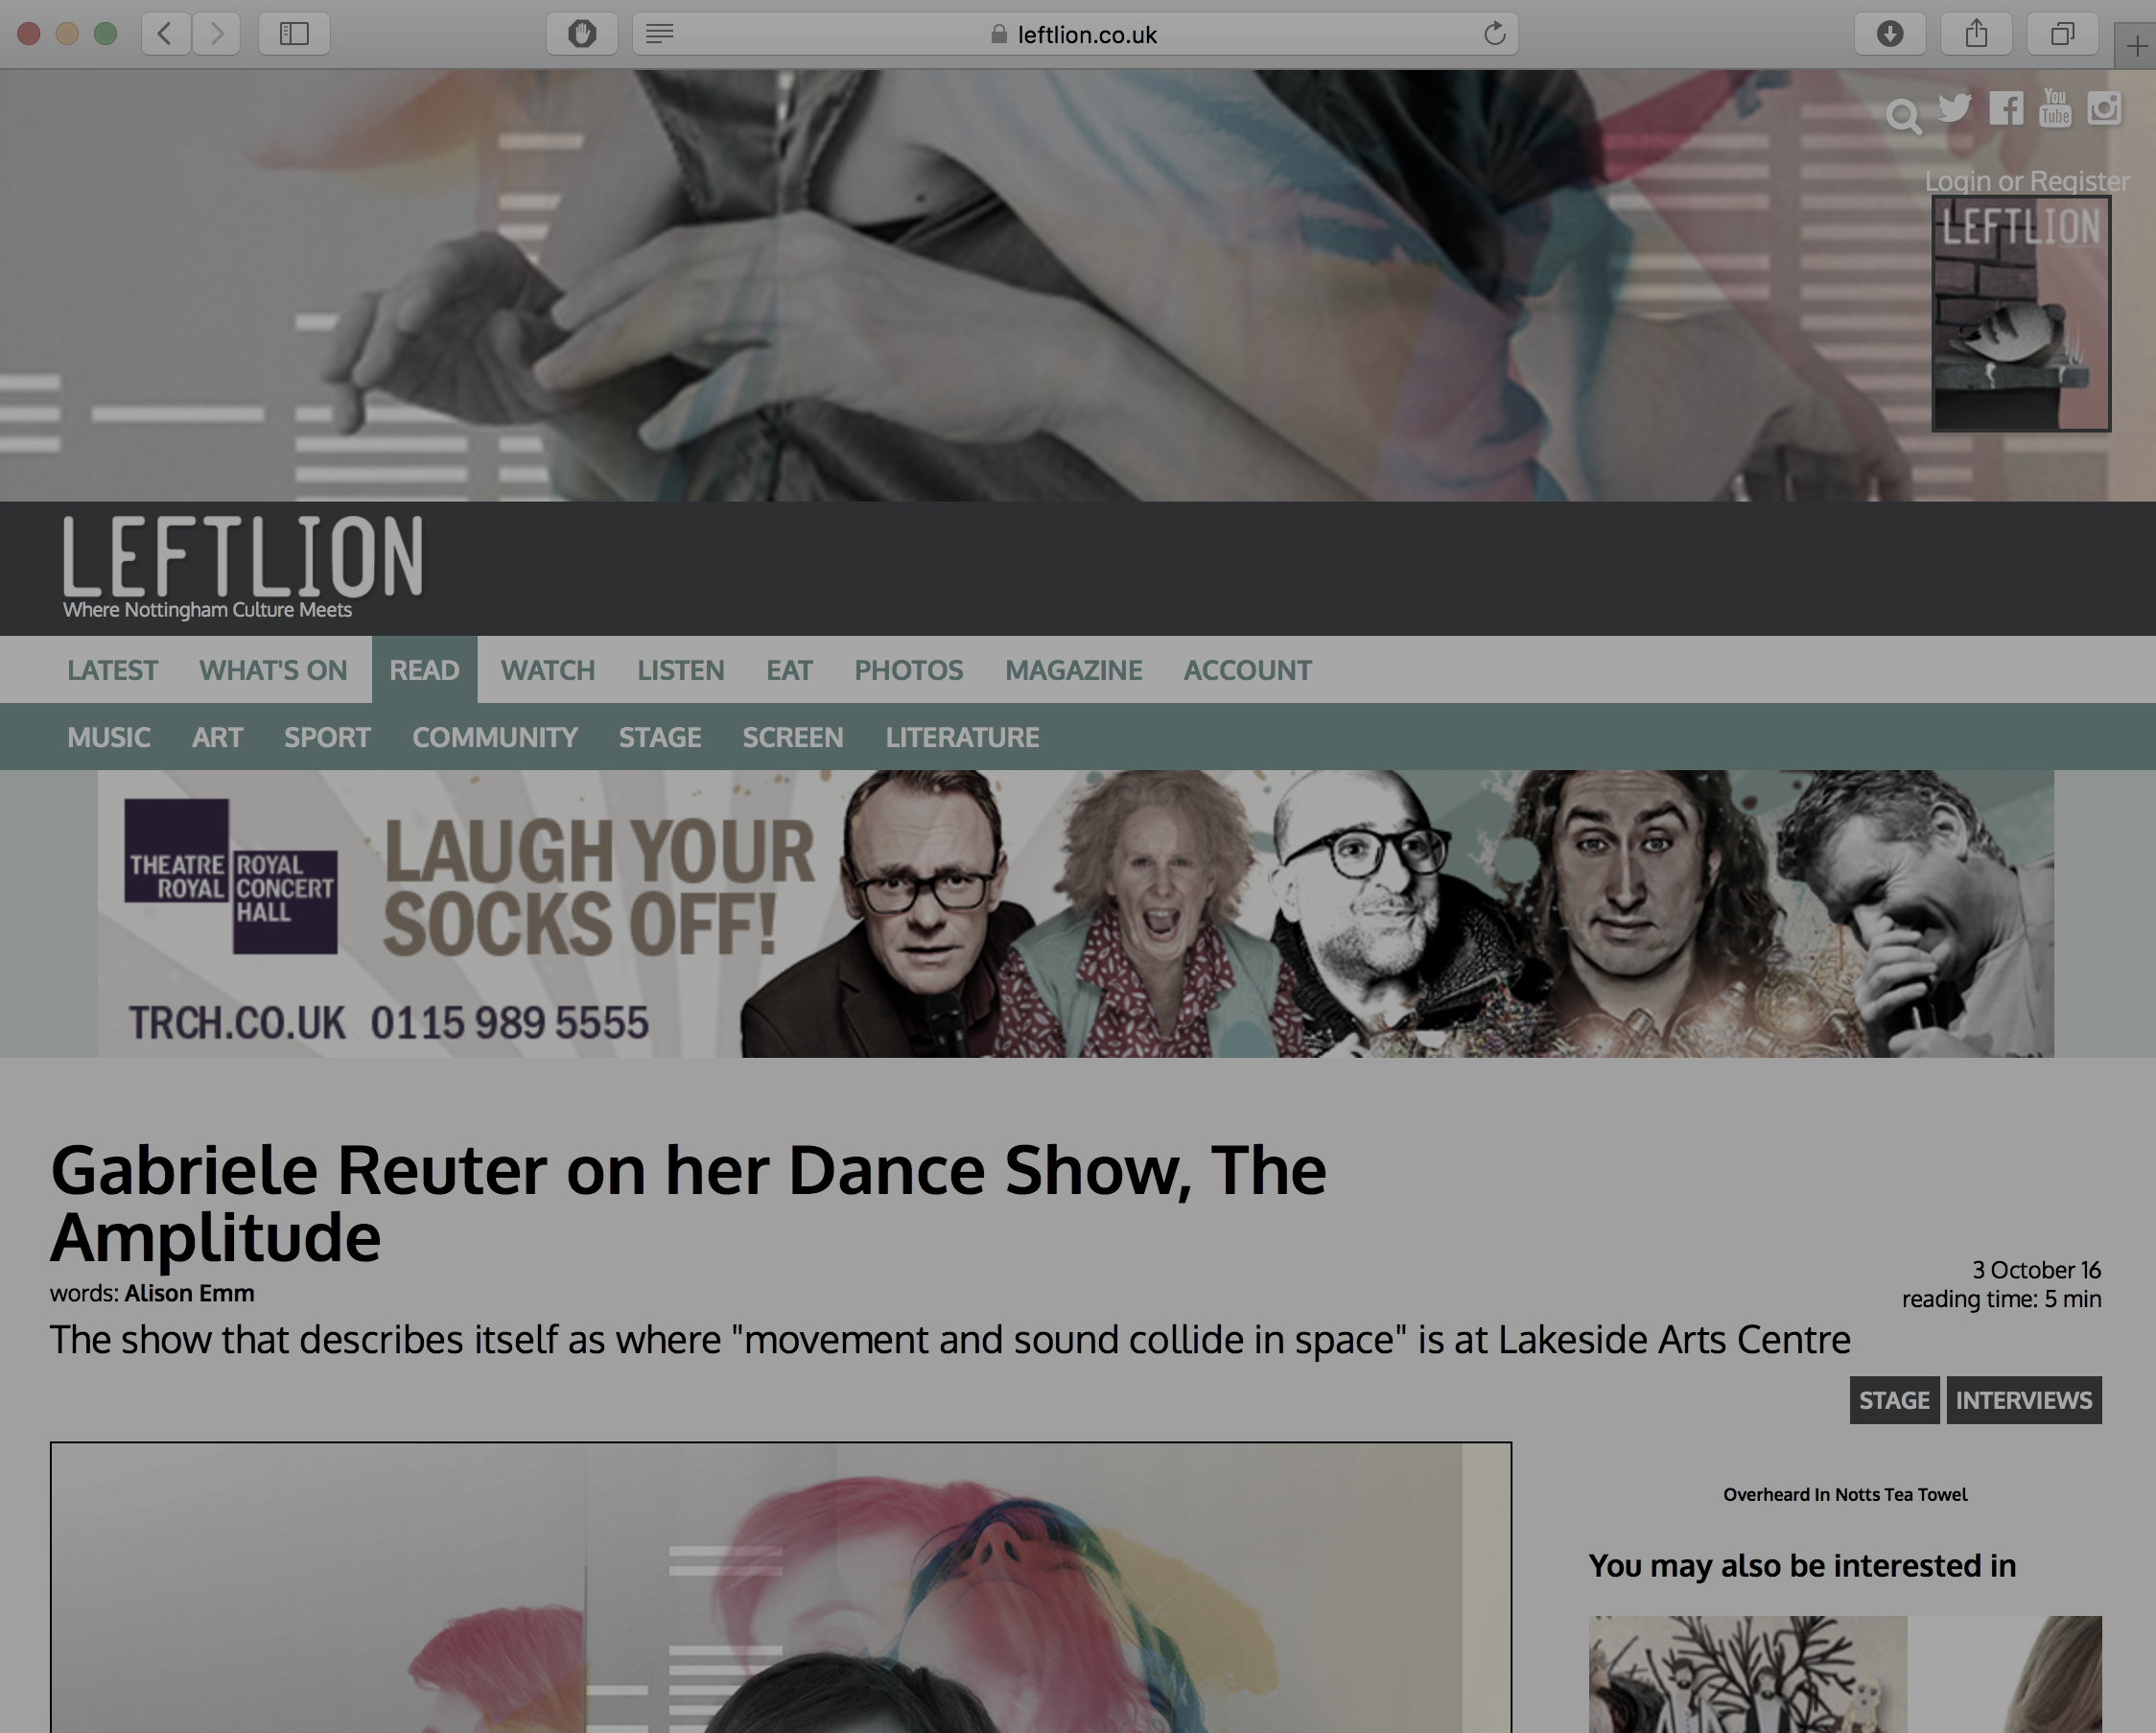 leftlion.co.uk
You
Tube
Login or Register
LEFTLION
LEFTLION
Where Nottingham Culture Meets
LATEST WHAT'S ON READ WATCH LISTEN EAT PHOTOS MAGAZINE ACCOUNT
MUSIC ART SPORT COMMUNITY STAGE SCREEN LITERATURE
THEATRE ROYAL
ROYAL CONCERT HALL
LAUGH YOUR
SOCKS OFF!
TRCH.CO.UK 0115 989 5555
Gabriele Reuter on her Dance Show, The
Amplitude
words: Alison Emm
3 October 16
reading time: 5 min
The show that describes itself as where "movement and sound collide in space" is at Lakeside Arts Centre
STAGE INTERVIEWS
Overheard In Notts Tea Towel
You may also be interested in